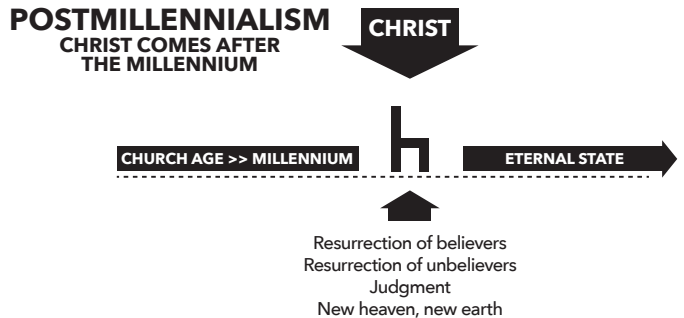 POSTMILLENNIALISM
CHRIST COMES AFTER
THE MILLENNIUM
CHRIST
CHURCH AGE >> MILLENNIUM
ETERNAL STATE
Resurrection of believers
Resurrection of unbelievers
Judgment
New heaven, new earth